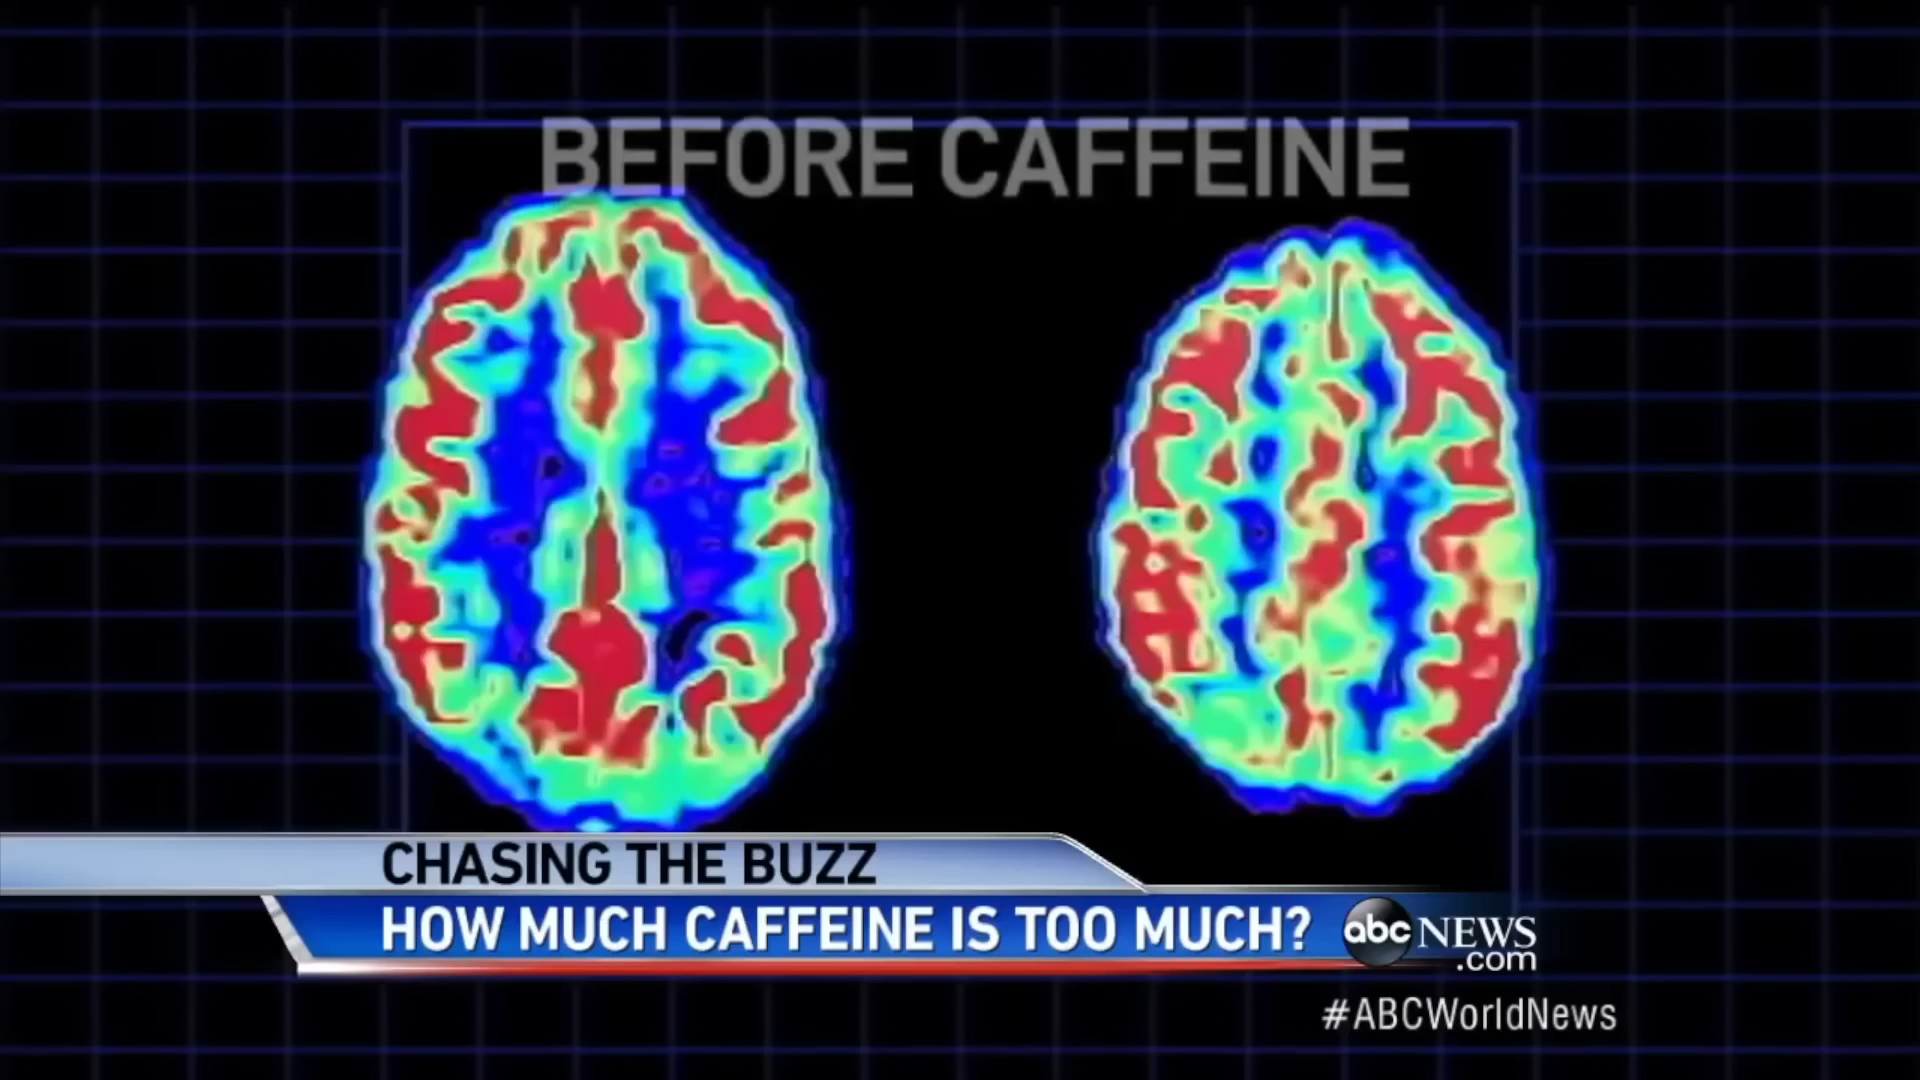 BEFORE CAFFEINE
CHASING THE BUZZ
HOW MUCH CAFFEINE IS TOO MUCH?
abc NEWS
.com
#ABCWorldNews